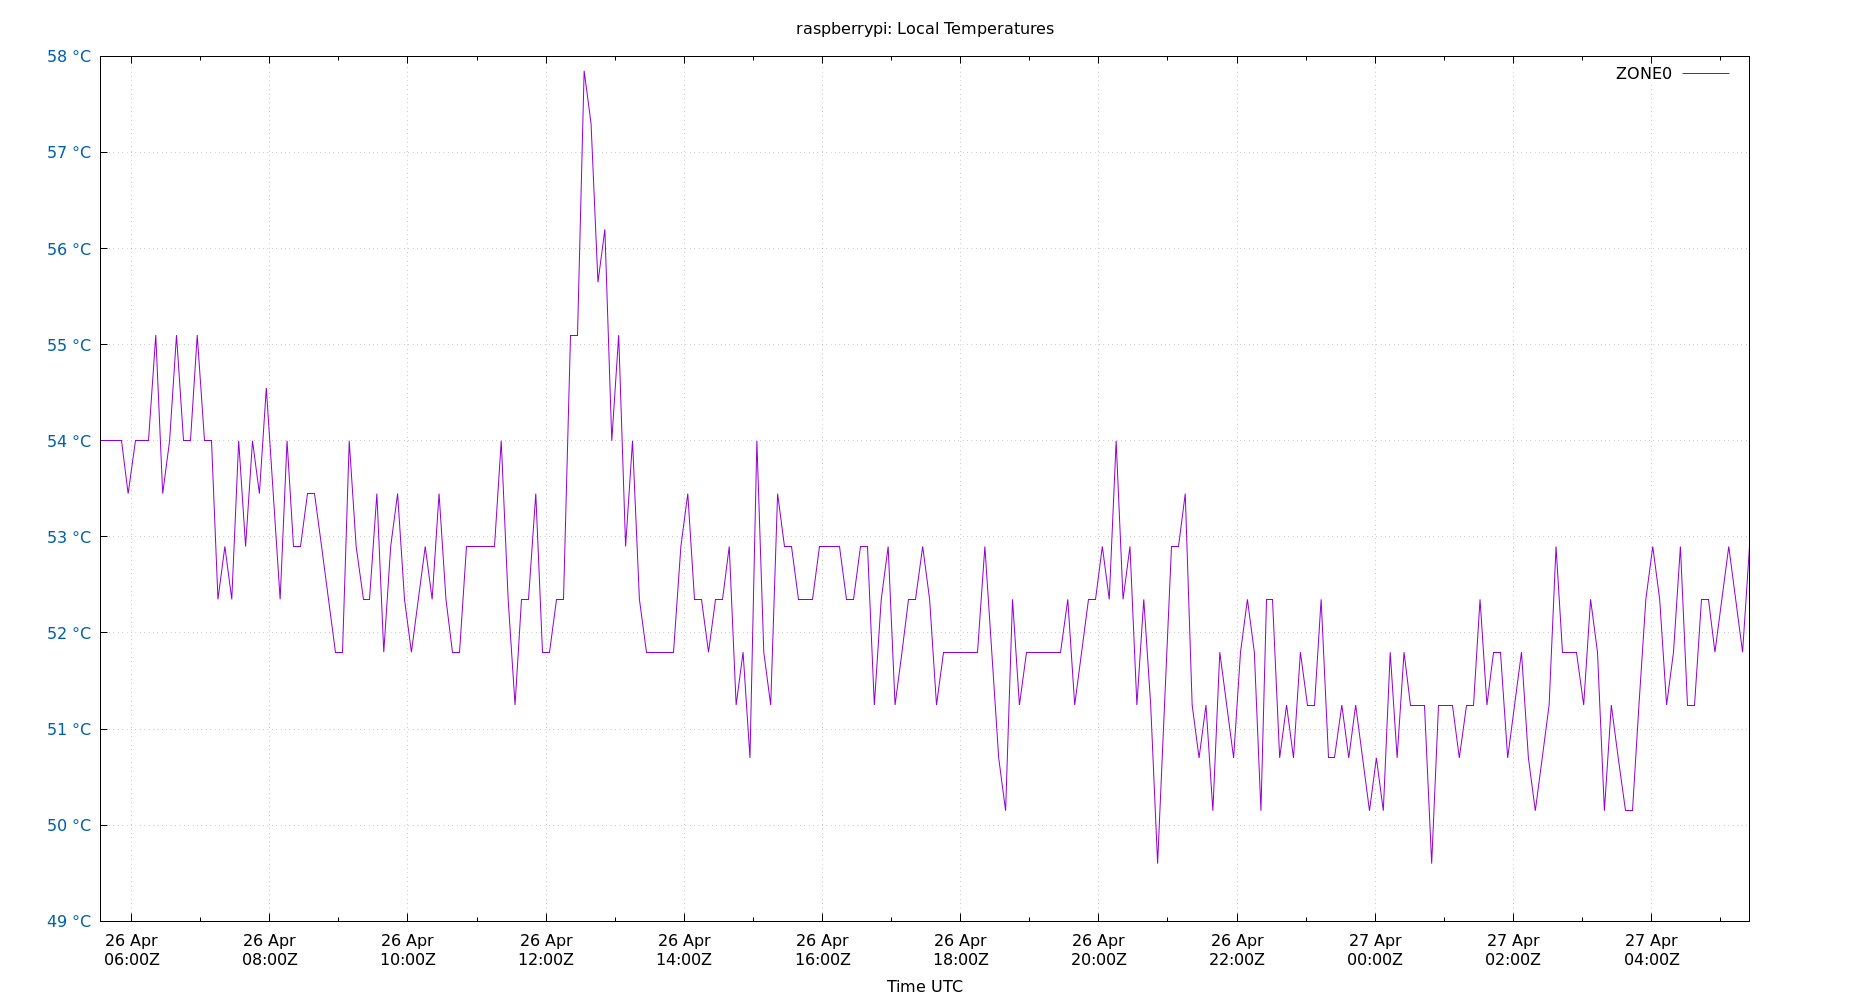 raspberrypi: Local Temperatures
ZONE0
58 °C
57 °C
56 °C
55 °C
54 °C
53 °C
52 °C
51 °C
50 °C
49 °C
26 Apr
06:00Z
26 Apr
08:00Z
26 Apr
10:00Z
26 Apr
12:00Z
26 Apr
14:00Z
26 Apr
16:00Z
26 Apr
18:00Z
26 Apr
20:00Z
26 Apr
22:00Z
27 Apr
00:00Z
27 Apr
02:00Z
27 Apr
04:00Z
Time UTC